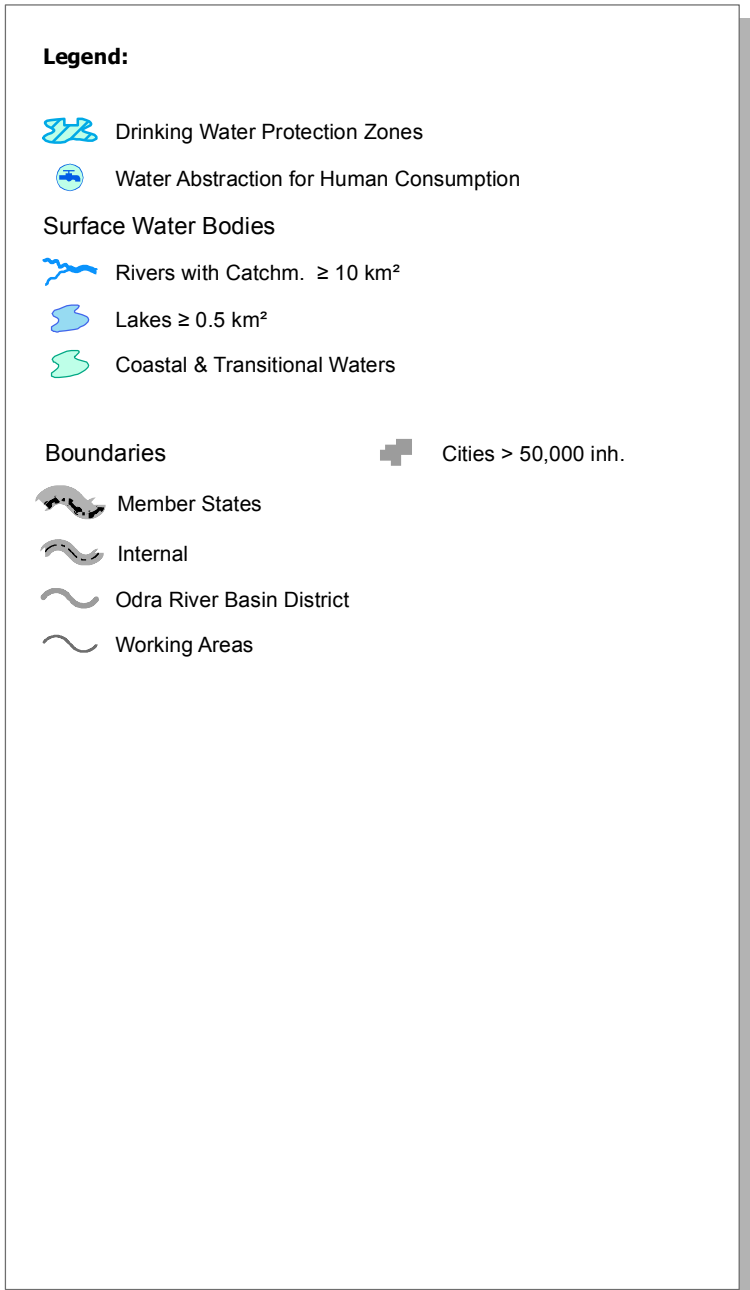 Legend:
Drinking Water Protection Zones
Water Abstraction for Human Consumption
Surface Water Bodies
Rivers with Catchm. ≥ 10 km²
Lakes ≥ 0.5 km²
Coastal & Transitional Waters
Boundaries
Cities > 50,000 inh.
Member States
Internal
Odra River Basin District
Working Areas